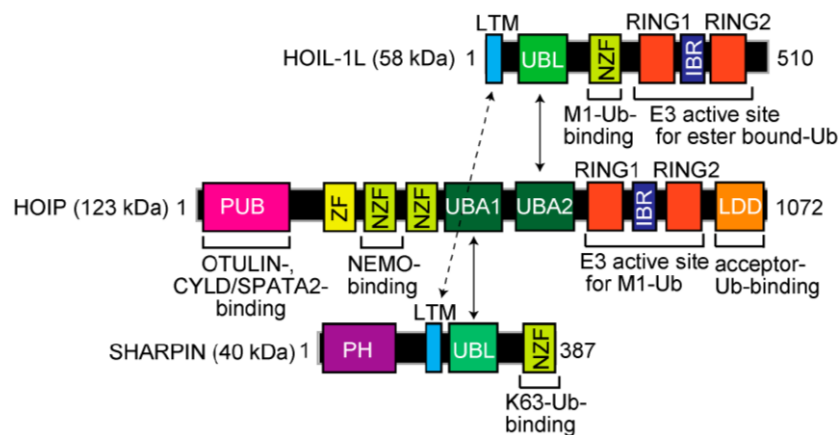 LTM RING1 RING2
HOIL-1L (58 kDa) 1 UBL NZF IBR 510
M1-Ub-
binding
E3 active site
for ester bound-Ub
RING1 RING2
HOIP (123 kDa) 1 PUB ZF NZF NZF UBA1 UBA2 IBR LDD 1072
OTULIN-,
CYLD/SPATA2-
binding
NEMO-
binding
E3 active site
for M1-Ub
acceptor-
Ub-binding
LTM
SHARPIN (40 kDa) 1 PH UBL NZF 387
K63-Ub-
binding